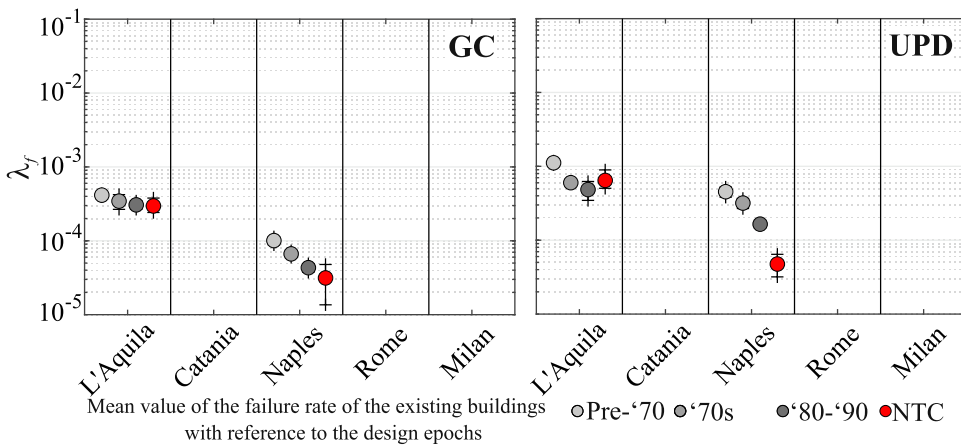 10⁻¹
GC
UPD
10⁻²
10⁻³
λf
10⁻⁴
10⁻⁵
L'Aquila
Catania
Naples
Rome
Milan
L'Aquila
Catania
Naples
Rome
Milan
Mean value of the failure rate of the existing buildings
with reference to the design epochs
Pre-‘70 ‘70s ‘80-‘90 NTC